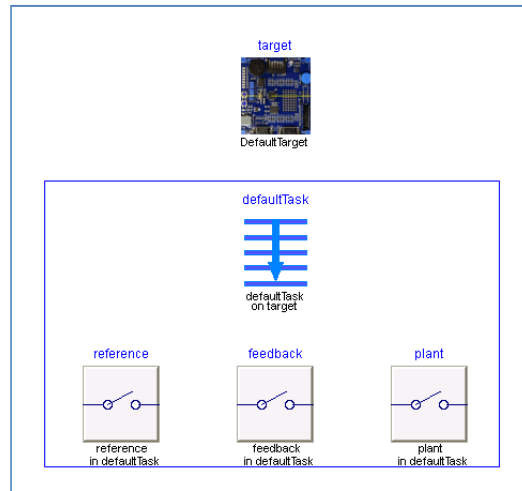 target
DefaultTarget
defaultTask
defaultTask
on target
reference
feedback
plant
reference
in defaultTask
feedback
in defaultTask
plant
in defaultTask